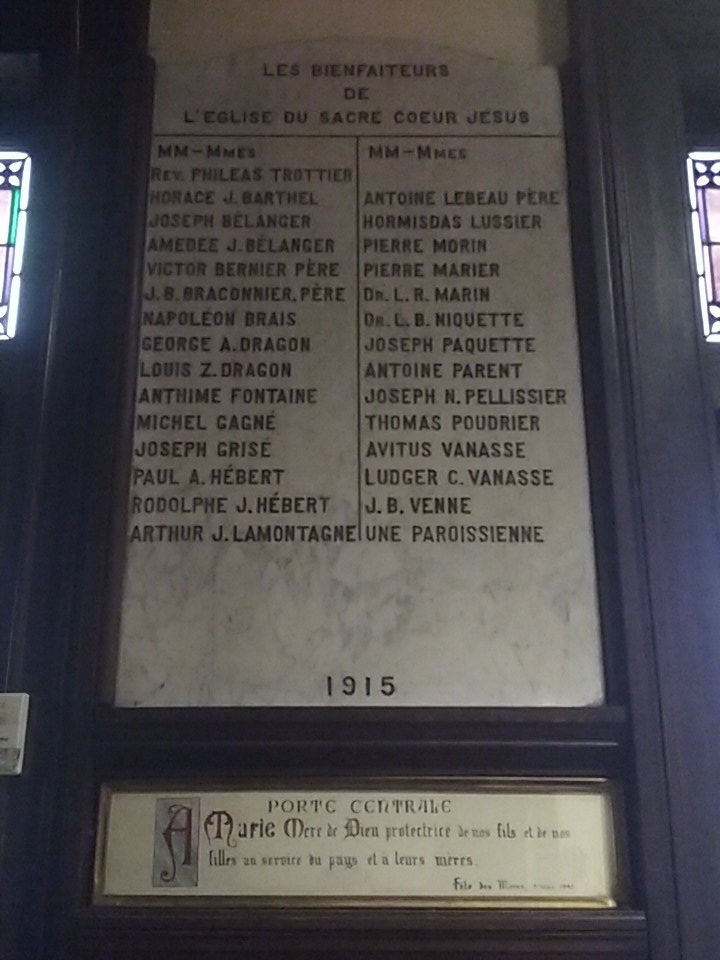 LES BIENFAITEURS
DE
L'EGLISE DU SACRE COEUR JESUS
MM-MMES
REV. PHILEAS TROTTIER
HORACE J. BARTHEL
JOSEPH BÉLANGER
AMEDEE J. BÉLANGER
VICTOR BERNIER PÈRE
J. B. BRACONNIER, PÈRE
NAPOLÉON BRAIS
GEORGE A. DRAGON
LOUIS Z. DRAGON
ANTHIME FONTAINE
MICHEL GAGNÉ
JOSEPH GRISÉ
PAUL A. HÉBERT
RODOLPHE J. HÉBERT
ARTHUR J. LAMONTAGNE
MM-MMES
ANTOINE LEBEAU PÈRE
HORMISDAS LUSSIER
PIERRE MORIN
PIERRE MARIER
DR. L. R. MARIN
DR. L. B. NIQUETTE
JOSEPH PAQUETTE
ANTOINE PARENT
JOSEPH N. PELLISSIER
THOMAS POUDRIER
AVITUS VANASSE
LUDGER C. VANASSE
J. B. VENNE
UNE PAROISSIENNE
1915
PORTE CENTRALE
A Marie Mere de Dieu protectrice de nos fils et de nos
filles au service du pays et a leurs mères.
Fête des Mères